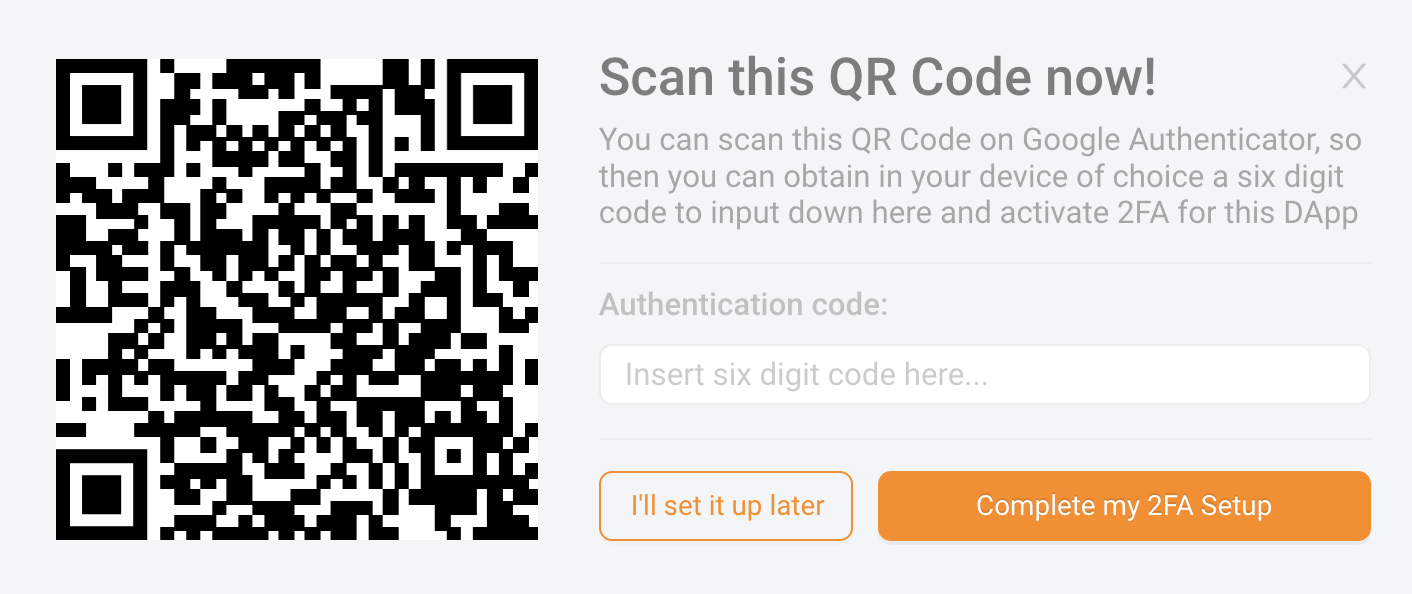 Scan this QR Code now!
You can scan this QR Code on Google Authenticator, so
then you can obtain in your device of choice a six digit
code to input down here and activate 2FA for this DApp
Authentication code:
Insert six digit code here...
I'll set it up later
Complete my 2FA Setup